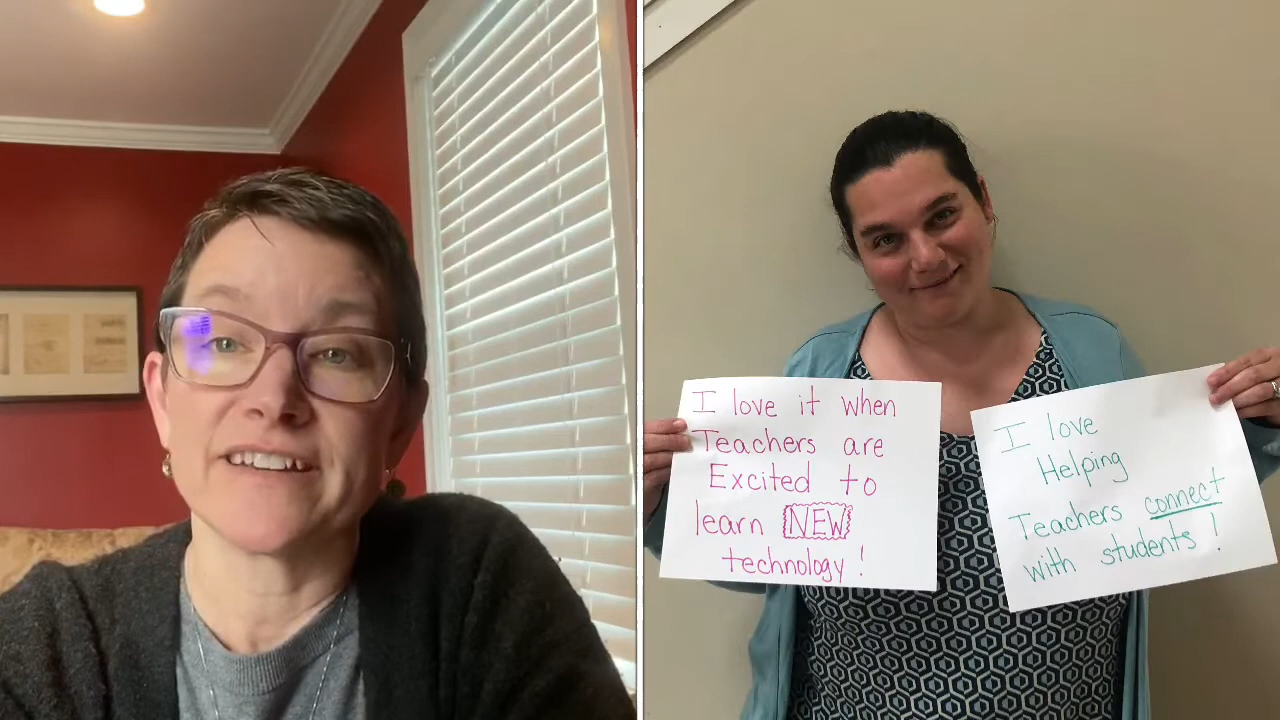 I love it when
Teachers are
Excited to
learn NEW
technology!
I love
Helping
Teachers connect
with students!